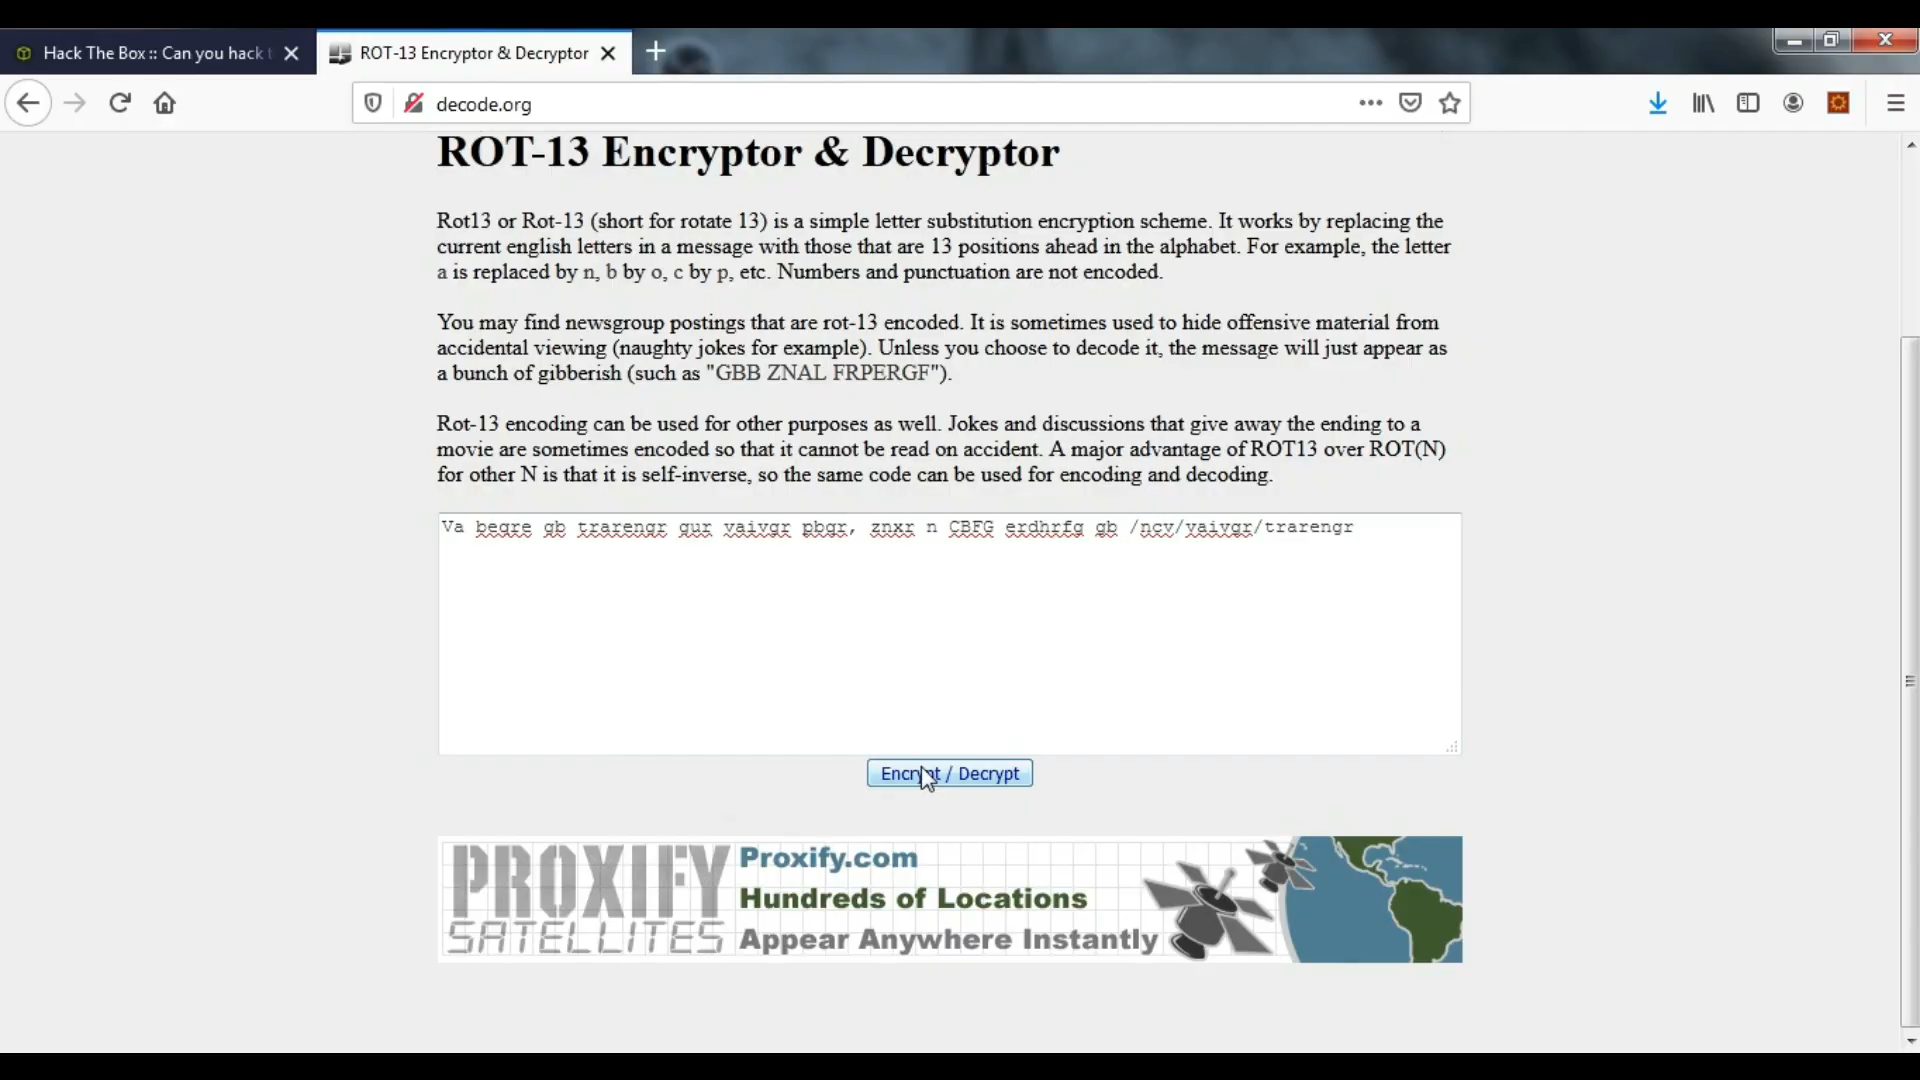 Hack The Box :: Can you hack t
ROT-13 Encryptor & Decryptor
decode.org
ROT-13 Encryptor & Decryptor
Rot13 or Rot-13 (short for rotate 13) is a simple letter substitution encryption scheme. It works by replacing the
current english letters in a message with those that are 13 positions ahead in the alphabet. For example, the letter
a is replaced by n, b by o, c by p, etc. Numbers and punctuation are not encoded.
You may find newsgroup postings that are rot-13 encoded. It is sometimes used to hide offensive material from
accidental viewing (naughty jokes for example). Unless you choose to decode it, the message will just appear as
a bunch of gibberish (such as "GBB ZNAL FRPERGF").
Rot-13 encoding can be used for other purposes as well. Jokes and discussions that give away the ending to a
movie are sometimes encoded so that it cannot be read on accident. A major advantage of ROT13 over ROT(N)
for other N is that it is self-inverse, so the same code can be used for encoding and decoding.
Va beqre gb trarengr gur vaivgr pbqr, znxr n CBFG erdhrfg gb /ncv/vaivgr/trarengr
Encrypt / Decrypt
PROXIFY
SATELLITES
Proxify.com
Hundreds of Locations
Appear Anywhere Instantly